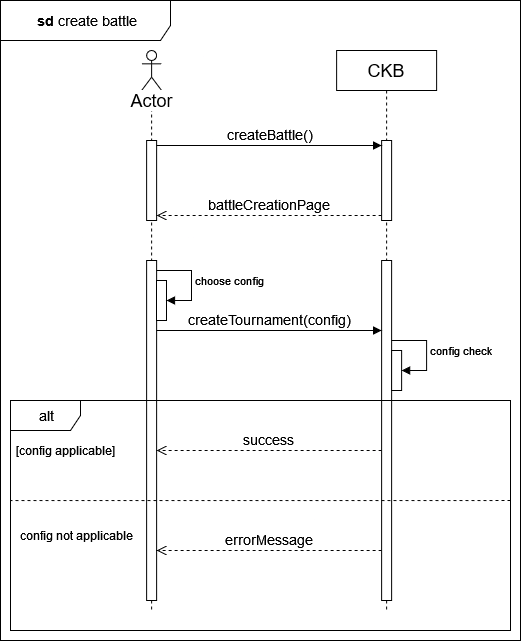 sd create battle
Actor
CKB
createBattle()
battleCreationPage
choose config
createTournament(config)
config check
alt
success
[config applicable]
config not applicable
errorMessage